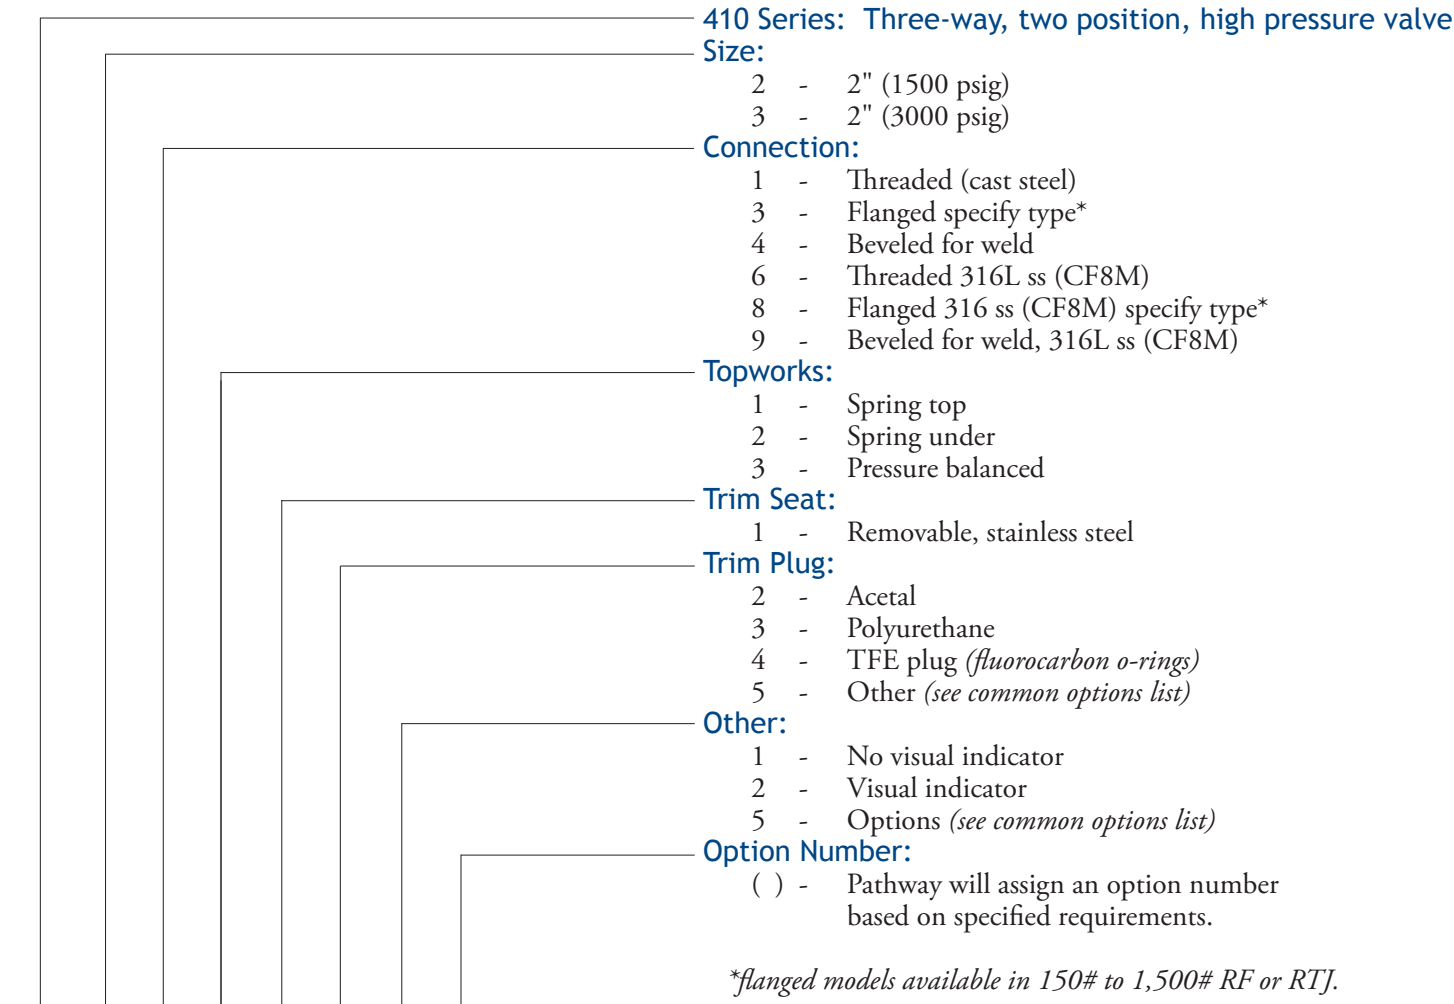 410 Series: Three-way, two position, high pressure valve
Size:
2 - 2" (1500 psig)
3 - 2" (3000 psig)
Connection:
1 - Threaded (cast steel)
3 - Flanged specify type*
4 - Beveled for weld
6 - Threaded 316L ss (CF8M)
8 - Flanged 316 ss (CF8M) specify type*
9 - Beveled for weld, 316L ss (CF8M)
Topworks:
1 - Spring top
2 - Spring under
3 - Pressure balanced
Trim Seat:
1 - Removable, stainless steel
Trim Plug:
2 - Acetal
3 - Polyurethane
4 - TFE plug (fluorocarbon o-rings)
5 - Other (see common options list)
Other:
1 - No visual indicator
2 - Visual indicator
5 - Options (see common options list)
Option Number:
( ) - Pathway will assign an option number
based on specified requirements.
*flanged models available in 150# to 1,500# RF or RTJ.